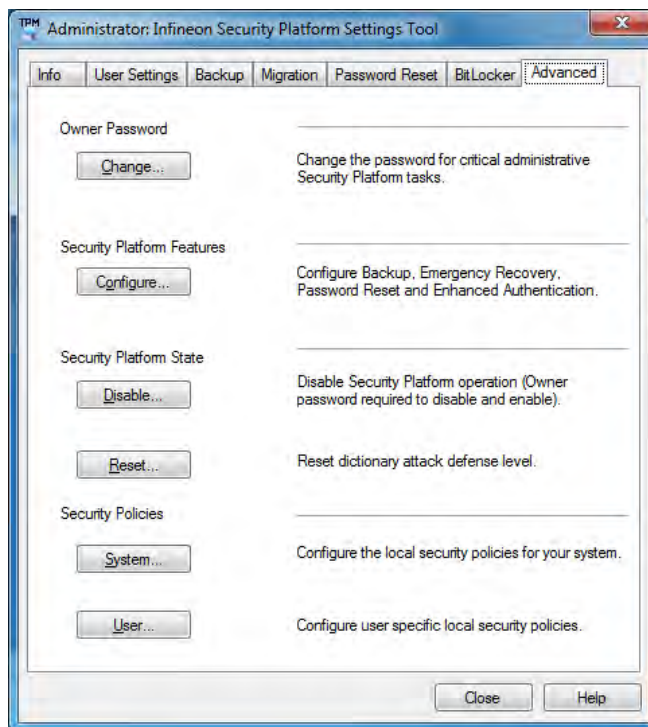 TPM
Administrator: Infineon Security Platform Settings Tool
Info User Settings Backup Migration Password Reset BitLocker Advanced
Owner Password
Change...
Change the password for critical administrative
Security Platform tasks.
Security Platform Features
Configure...
Configure Backup, Emergency Recovery,
Password Reset and Enhanced Authentication.
Security Platform State
Disable...
Disable Security Platform operation (Owner
password required to disable and enable).
Reset...
Reset dictionary attack defense level.
Security Policies
System...
Configure the local security policies for your system.
User...
Configure user specific local security policies.
Close Help